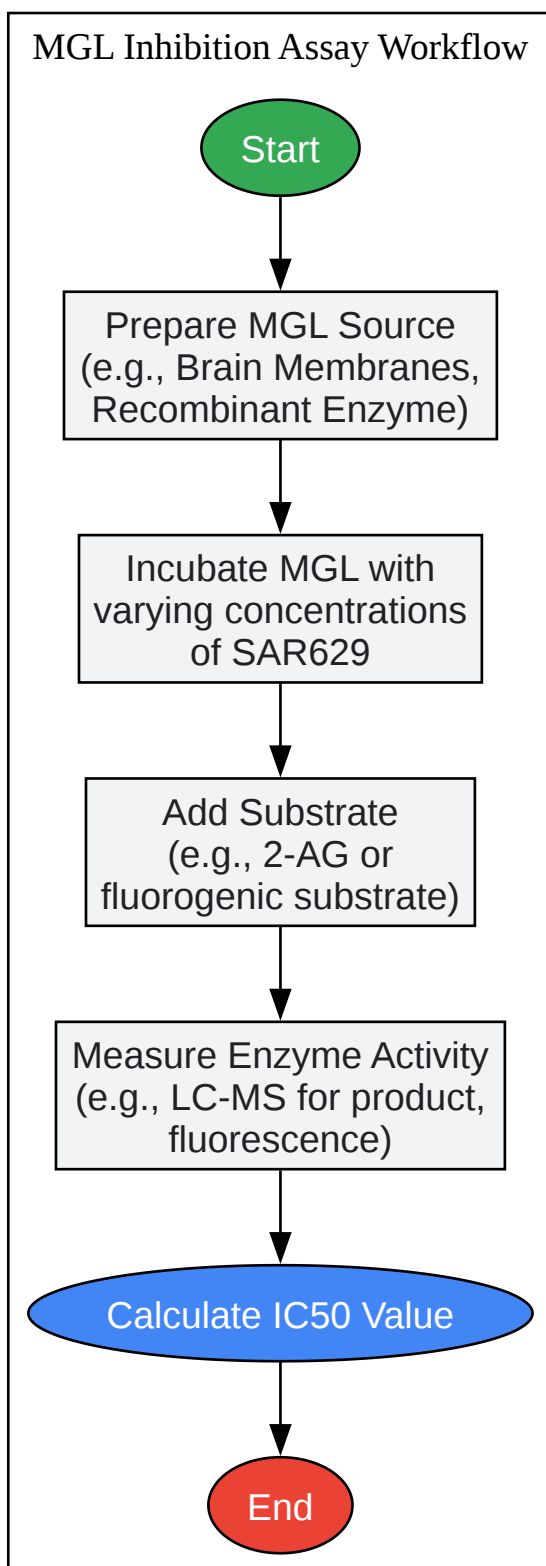 MGL Inhibition Assay Workflow
Start
Prepare MGL Source
(e.g., Brain Membranes,
Recombinant Enzyme)
Incubate MGL with
varying concentrations
of SAR629
Add Substrate
(e.g., 2-AG or
fluorogenic substrate)
Measure Enzyme Activity
(e.g., LC-MS for product,
fluorescence)
Calculate IC50 Value
End